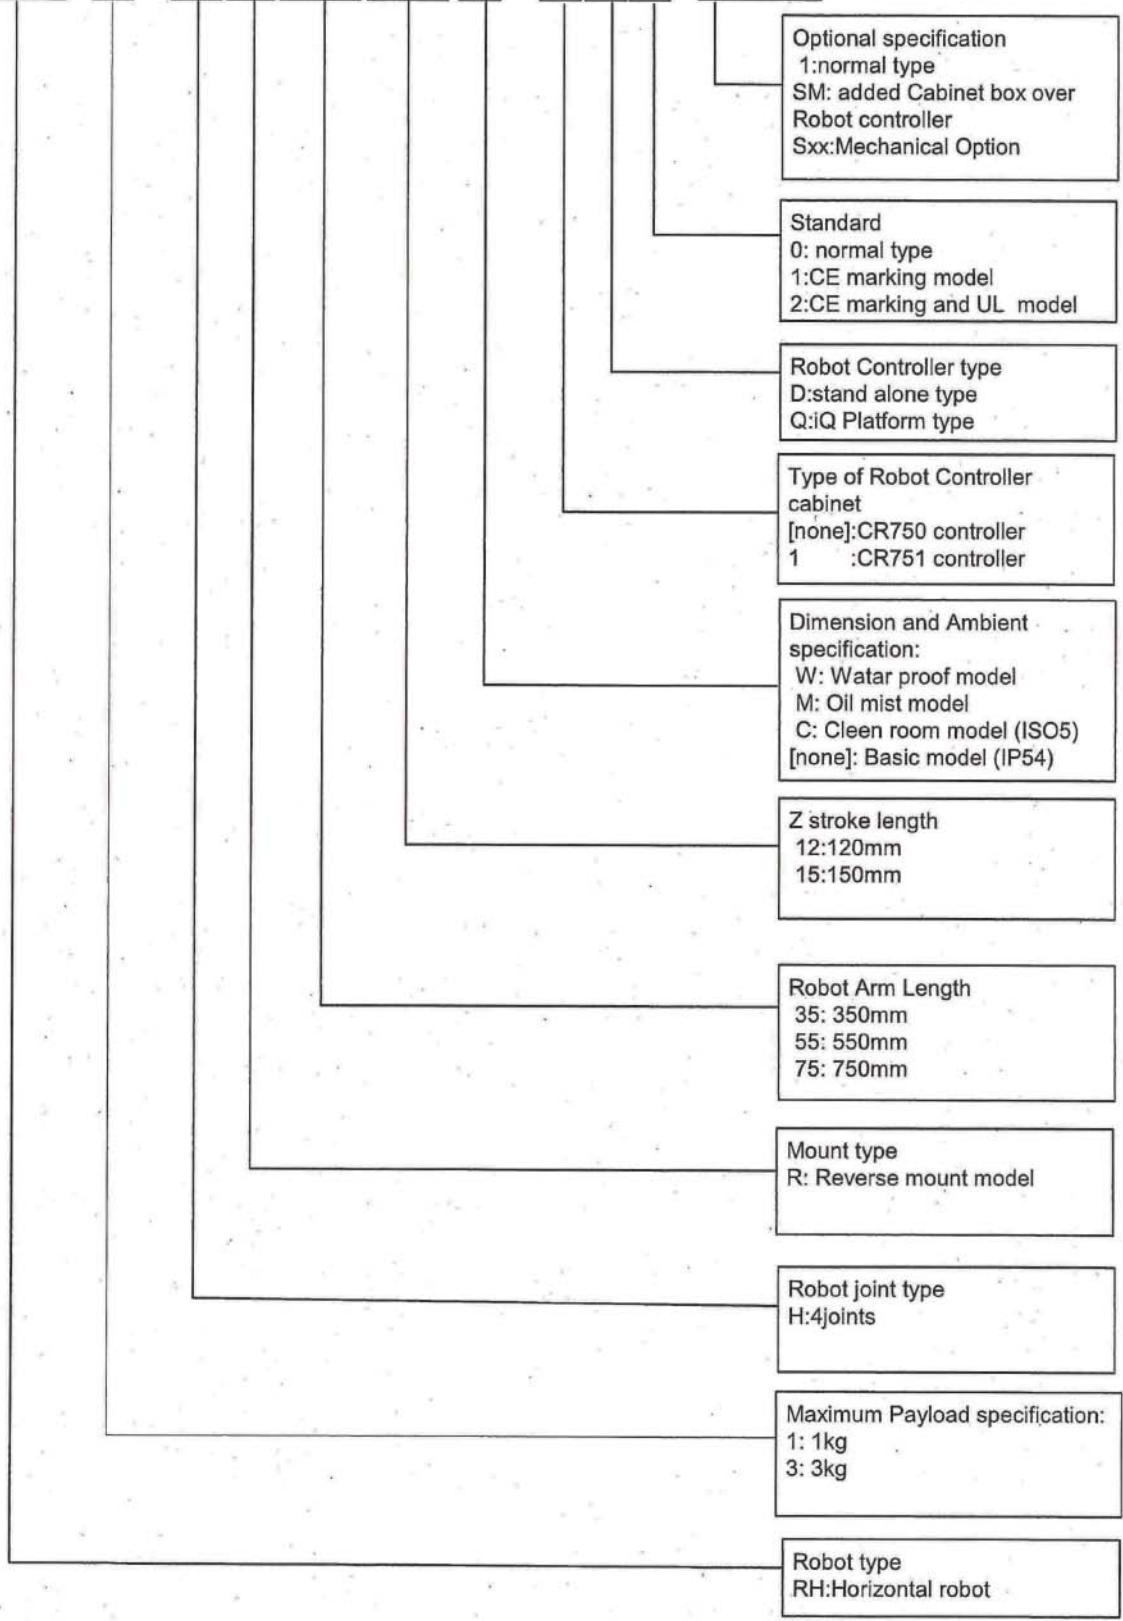 Optional specification
1:normal type
SM: added Cabinet box over
Robot controller
Sxx:Mechanical Option
Standard
0: normal type
1:CE marking model
2:CE marking and UL model
Robot Controller type
D:stand alone type
Q:iQ Platform type
Type of Robot Controller
cabinet
[none]:CR750 controller
1 :CR751 controller
Dimension and Ambient
specification:
W: Watar proof model
M: Oil mist model
C: Cleen room model (ISO5)
[none]: Basic model (IP54)
Z stroke length
12:120mm
15:150mm
Robot Arm Length
35: 350mm
55: 550mm
75: 750mm
Mount type
R: Reverse mount model
Robot joint type
H:4joints
Maximum Payload specification:
1: 1kg
3: 3kg
Robot type
RH:Horizontal robot